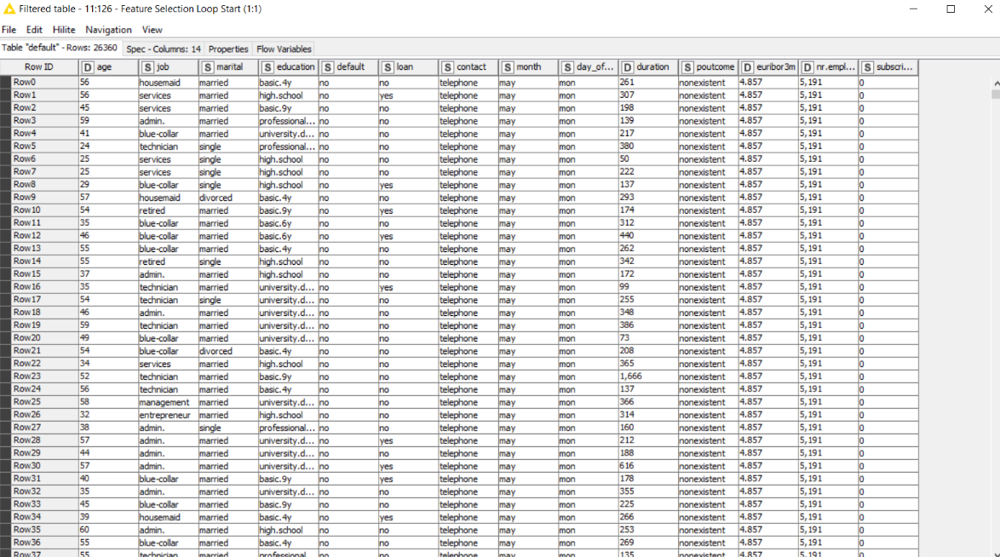 Filtered table - 11:126 - Feature Selection Loop Start (1:1)
File Edit Hilite Navigation View
Table "default" - Rows: 26360 Spec - Columns: 14 Properties Flow Variables
Row ID D age S job S marital S education S default S loan S contact S month S day_of... D duration S poutcome D euribor3m D nr.empl... S subscri...
Row0 56 housemaid married basic.4y no no telephone may mon 261 nonexistent 4.857 5,191 0
Row1 56 services married high.school no yes telephone may mon 307 nonexistent 4.857 5,191 0
Row2 45 services married basic.9y no no telephone may mon 198 nonexistent 4.857 5,191 0
Row3 59 admin. married professional... no no telephone may mon 139 nonexistent 4.857 5,191 0
Row4 41 blue-collar married university.d... no no telephone may mon 217 nonexistent 4.857 5,191 0
Row5 24 technician single professional... no no telephone may mon 380 nonexistent 4.857 5,191 0
Row6 25 services single high.school no no telephone may mon 50 nonexistent 4.857 5,191 0
Row7 25 services single high.school no no telephone may mon 222 nonexistent 4.857 5,191 0
Row8 29 blue-collar single high.school no yes telephone may mon 137 nonexistent 4.857 5,191 0
Row9 57 housemaid divorced basic.4y no no telephone may mon 293 nonexistent 4.857 5,191 0
Row10 54 retired married basic.9y no yes telephone may mon 174 nonexistent 4.857 5,191 0
Row11 35 blue-collar married basic.6y no no telephone may mon 312 nonexistent 4.857 5,191 0
Row12 46 blue-collar married basic.6y no yes telephone may mon 440 nonexistent 4.857 5,191 0
Row13 55 blue-collar married basic.4y no no telephone may mon 262 nonexistent 4.857 5,191 0
Row14 55 retired single high.school no no telephone may mon 342 nonexistent 4.857 5,191 0
Row15 37 admin. married high.school no no telephone may mon 172 nonexistent 4.857 5,191 0
Row16 35 technician married university.d... no yes telephone may mon 99 nonexistent 4.857 5,191 0
Row17 54 technician single university.d... no no telephone may mon 255 nonexistent 4.857 5,191 0
Row18 46 admin. married university.d... no no telephone may mon 348 nonexistent 4.857 5,191 0
Row19 59 technician married university.d... no no telephone may mon 386 nonexistent 4.857 5,191 0
Row20 49 blue-collar married university.d... no no telephone may mon 73 nonexistent 4.857 5,191 0
Row21 54 blue-collar divorced basic.4y no no telephone may mon 208 nonexistent 4.857 5,191 0
Row22 34 services married high.school no no telephone may mon 365 nonexistent 4.857 5,191 0
Row23 52 technician married basic.9y no no telephone may mon 1,666 nonexistent 4.857 5,191 0
Row24 56 technician married basic.4y no no telephone may mon 137 nonexistent 4.857 5,191 0
Row25 58 management married university.d... no no telephone may mon 366 nonexistent 4.857 5,191 0
Row26 32 entrepreneur married high.school no no telephone may mon 314 nonexistent 4.857 5,191 0
Row27 38 admin. single professional... no no telephone may mon 160 nonexistent 4.857 5,191 0
Row28 57 admin. married university.d... no yes telephone may mon 212 nonexistent 4.857 5,191 0
Row29 44 admin. married university.d... no no telephone may mon 188 nonexistent 4.857 5,191 0
Row30 57 admin. married university.d... no yes telephone may mon 616 nonexistent 4.857 5,191 0
Row31 40 blue-collar married basic.9y no yes telephone may mon 178 nonexistent 4.857 5,191 0
Row32 35 admin. married university.d... no no telephone may mon 355 nonexistent 4.857 5,191 0
Row33 45 blue-collar married basic.9y no no telephone may mon 225 nonexistent 4.857 5,191 0
Row34 39 housemaid married basic.4y no yes telephone may mon 266 nonexistent 4.857 5,191 0
Row35 60 admin. married high.school no no telephone may mon 253 nonexistent 4.857 5,191 0
Row36 55 blue-collar married basic.4y no no telephone may mon 269 nonexistent 4.857 5,191 0
Row37 55 technician married professional... no no telephone may mon 135 nonexistent 4.857 5,191 0